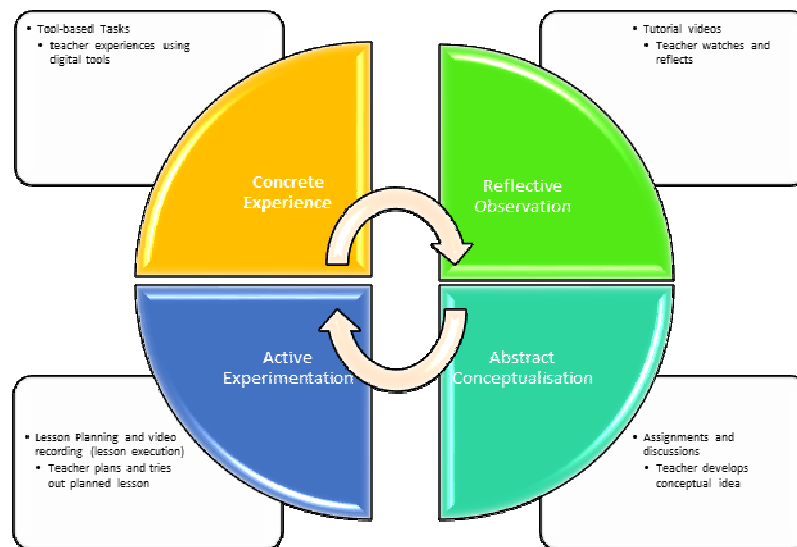 • Tool-based Tasks
• teacher experiences using
digital tools
• Tutorial videos
• Teacher watches and
reflects
Concrete
Experience
Reflective
Observation
Active
Experimentation
Abstract
Conceptualisation
• Lesson Planning and video
recording (lesson execution)
• Teacher plans and tries
out planned lesson
• Assignments and
discussions
• Teacher develops
conceptual idea